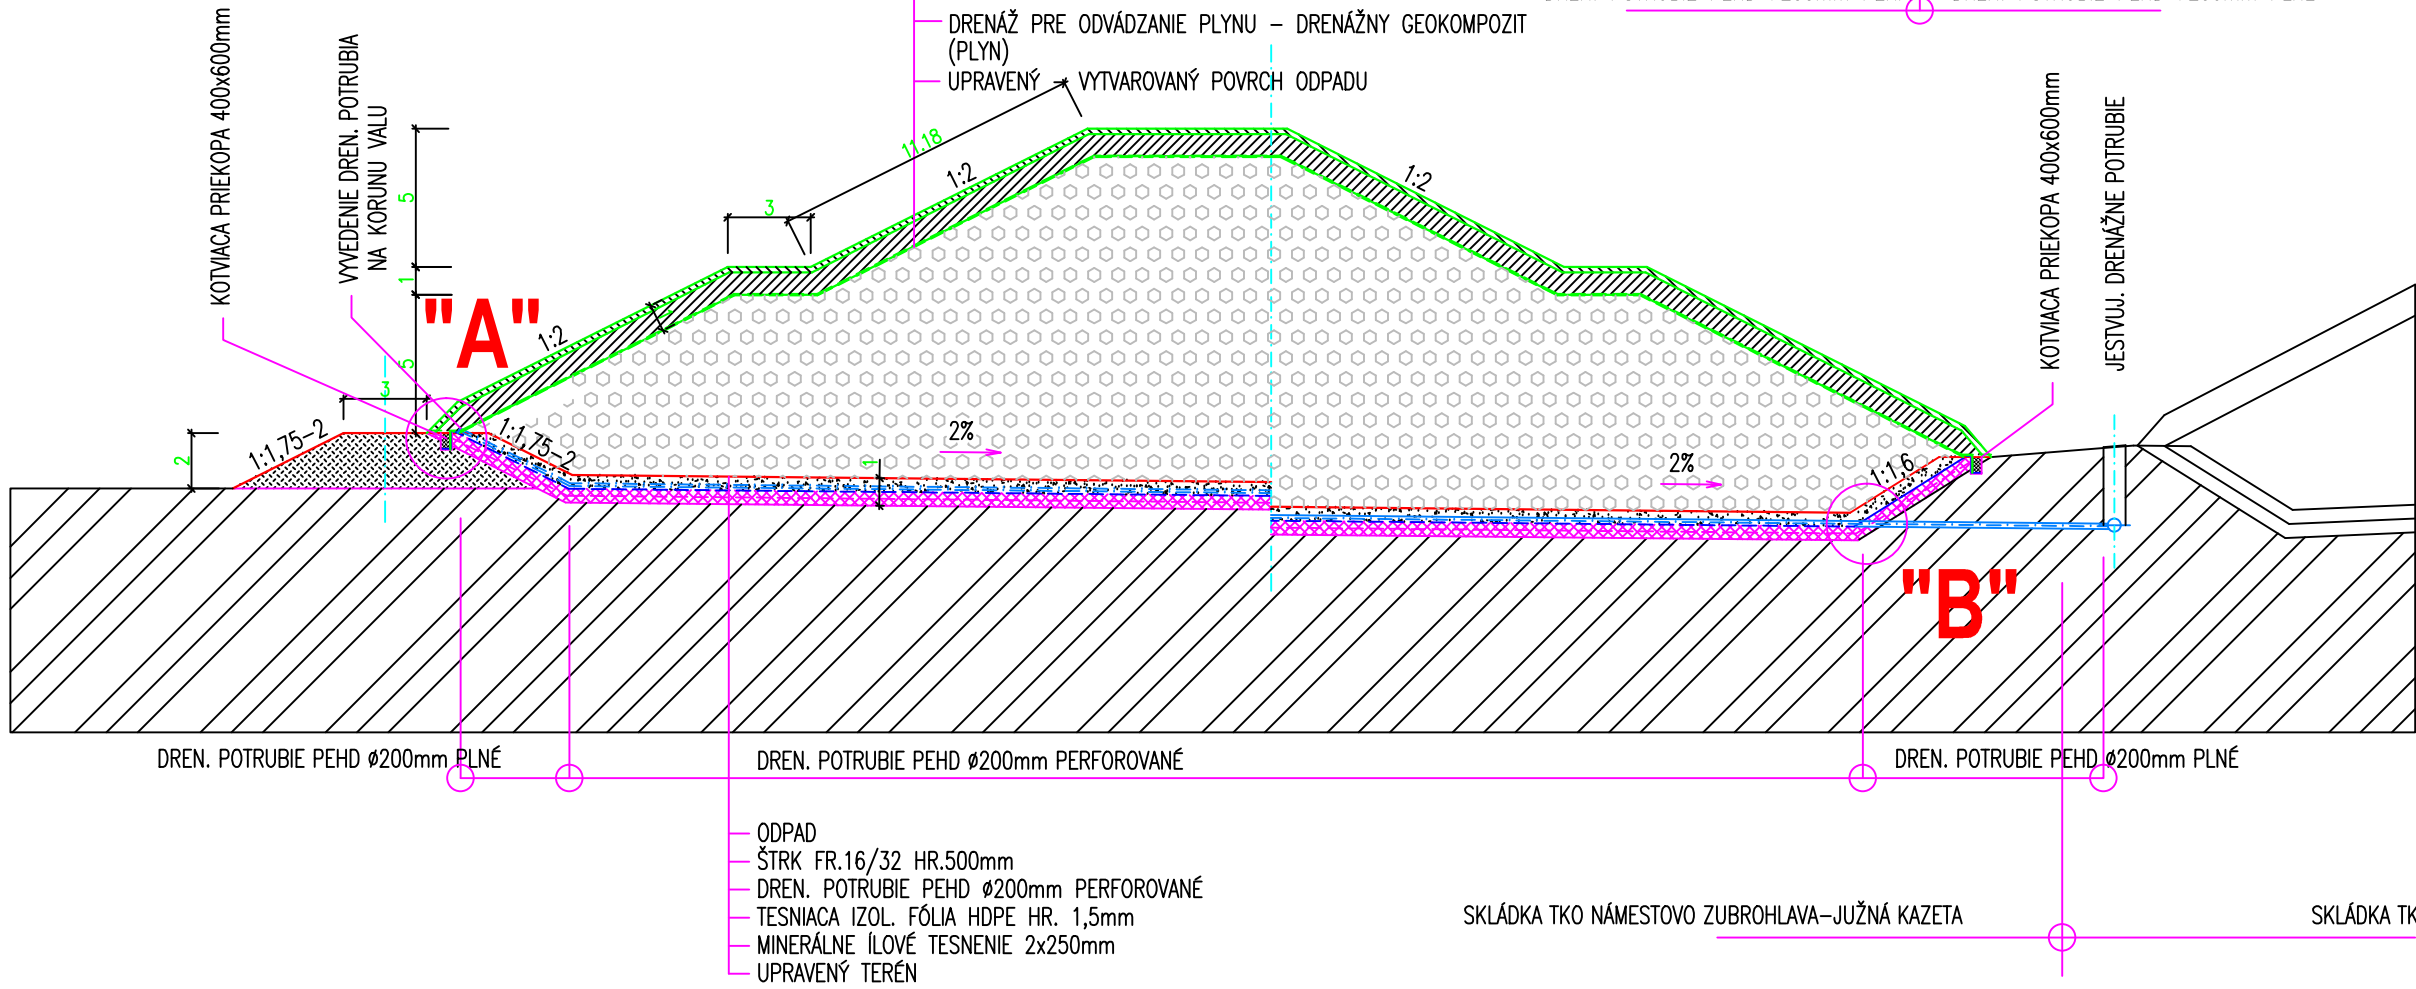 DRENÁŽ PRE ODVÁDZANIE PLYNU – DRENÁŽNY GEOKOMPOZIT
(PLYN)
UPRAVENÝ – VYTVAROVANÝ POVRCH ODPADU
KOTVIACA PRIEKOPA 400x600mm
VYVEDENIE DREN. POTRUBIA
NA KORUNU VALU
KOTVIACA PRIEKOPA 400x600mm
JESTVUJ. DRENÁŽNE POTRUBIE
11.18
3
5
1
5
3
2
1
1:2
1:2
1:2
"A"
1:1,75-2
1:1,75-2
2%
2%
1:1,6
"B"
DREN. POTRUBIE PEHD ø200mm PLNÉ
DREN. POTRUBIE PEHD ø200mm PERFOROVANÉ
DREN. POTRUBIE PEHD ø200mm PLNÉ
ODPAD
ŠTRK FR.16/32 HR.500mm
DREN. POTRUBIE PEHD ø200mm PERFOROVANÉ
TESNIACA IZOL. FÓLIA HDPE HR. 1,5mm
MINERÁLNE ÍLOVÉ TESNENIE 2x250mm
UPRAVENÝ TERÉN
SKLÁDKA TKO NÁMESTOVO ZUBROHLAVA–JUŽNÁ KAZETA
SKLÁDKA TK